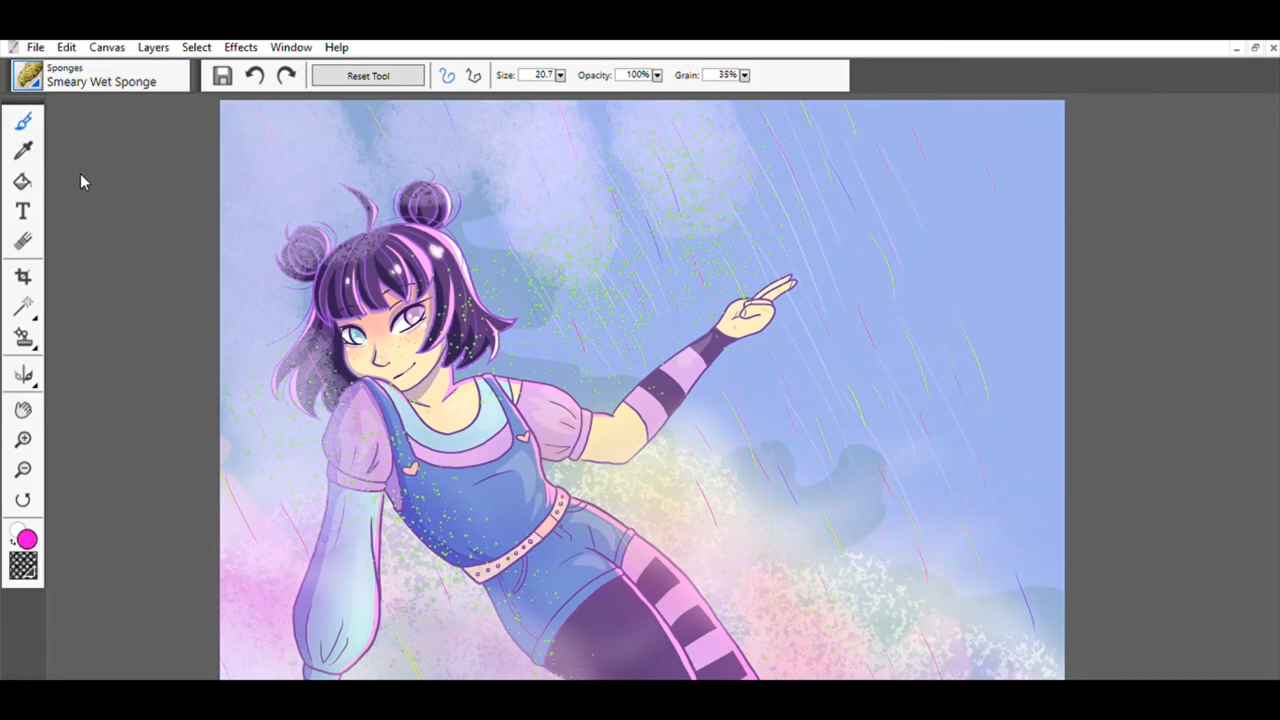 File Edit Canvas Layers Select Effects Window Help
Sponges
Smeary Wet Sponge
Reset Tool Size: 20.7 Opacity: 100% Grain: 35%